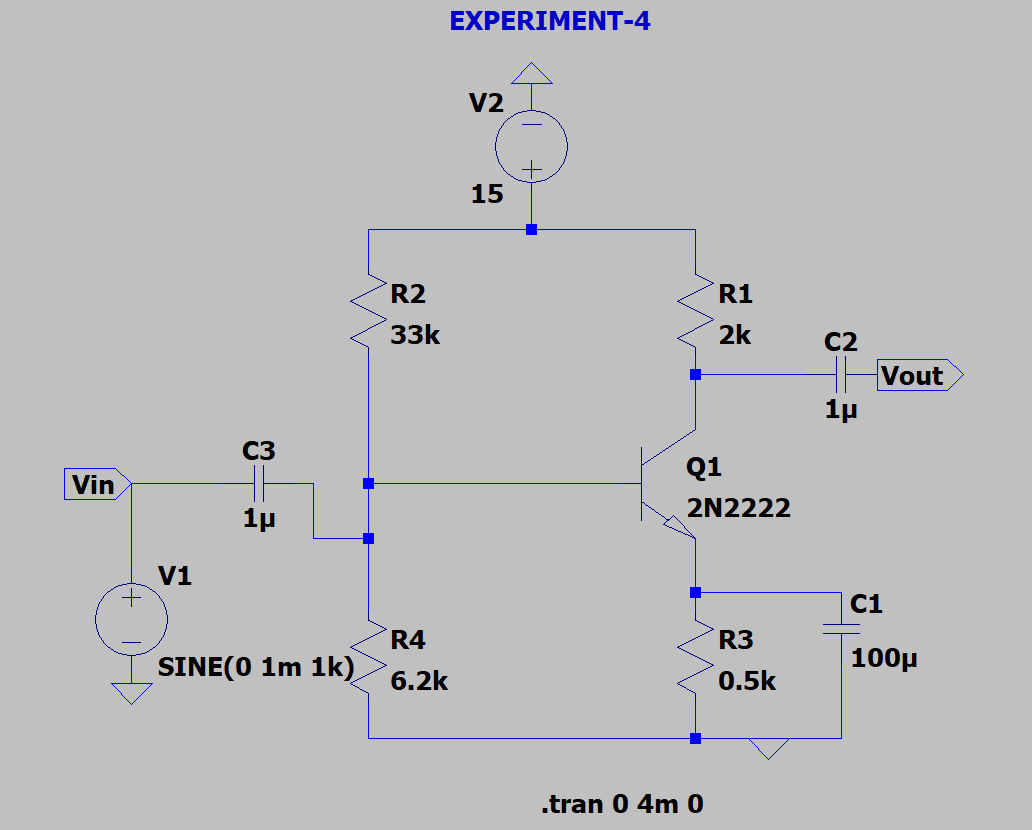 EXPERIMENT-4
V2
15
R2
33k
R1
2k
C2
1µ
Vout
C3
1µ
Vin
Q1
2N2222
V1
SINE(0 1m 1k)
R4
6.2k
R3
0.5k
C1
100µ
.tran 0 4m 0